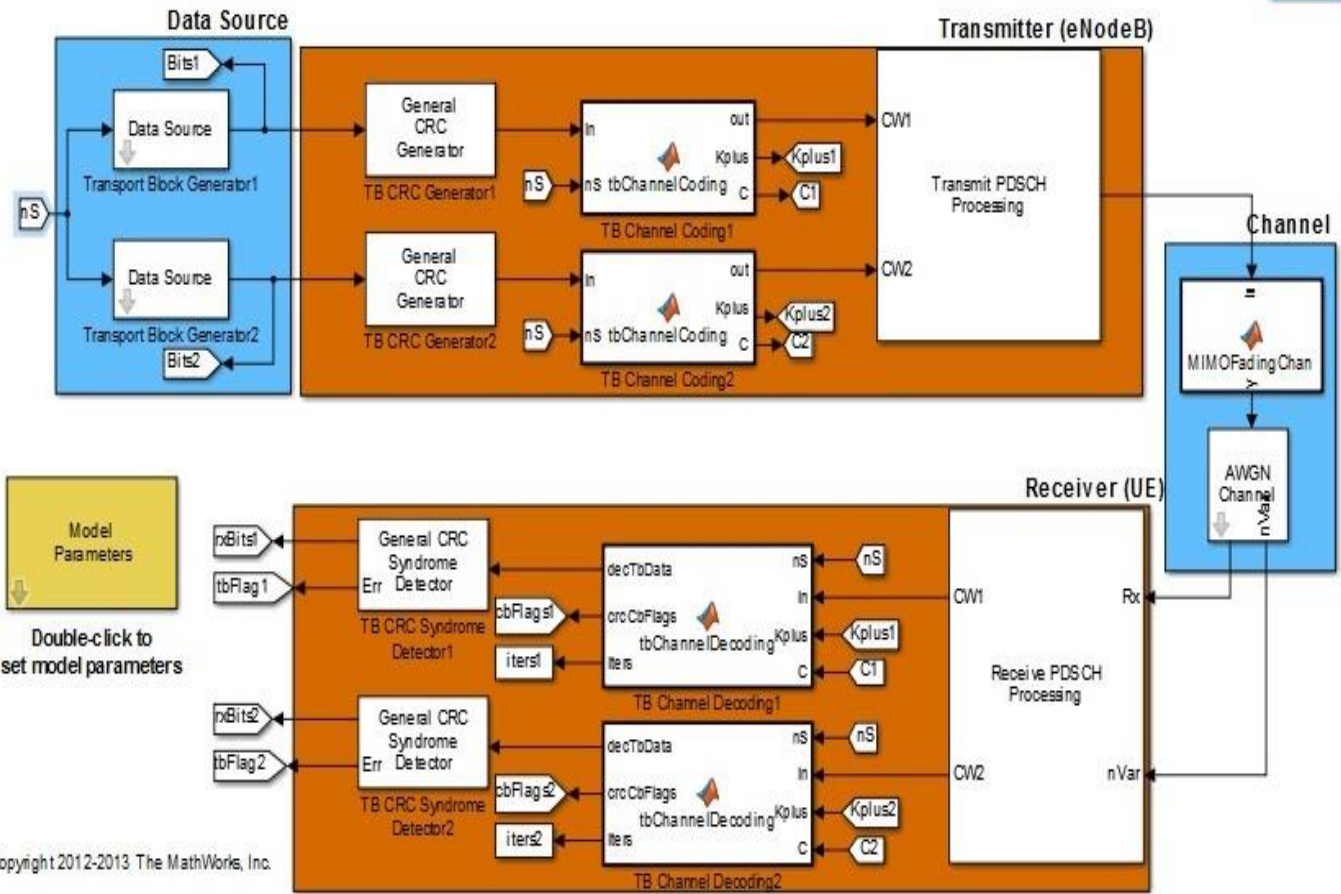 Data Source
Transmitter (eNodeB)
Bits1
Data Source
Transport Block Generator1
nS
Data Source
Transport Block Generator2
Bits2
General
CRC
Generator
TB CRC Generator1
General
CRC
Generator
TB CRC Generator2
In
out
Kplus
nS
nS
tbChannelCoding
C
Kplus1
C1
TB Channel Coding1
In
out
Kplus
nS
nS
tbChannelCoding
C
Kplus2
C2
TB Channel Coding2
CW1
Transmit PDSCH
Processing
CW2
Channel
MIMOFadingChan
Y
AWGN
Channel
nVar
Model
Parameters
Double-click to
set model parameters
Receiver (UE)
rxBits1
tbFlag1
General CRC
Syndrome
Detector
Err
TB CRC Syndrome
Detector1
cbFlags1
iters1
decTbData
crcCbFlags
Iters
tbChannelDecoding
nS
In
Kplus
C
nS
Kplus1
C1
TB Channel Decoding1
rxBits2
tbFlag2
General CRC
Syndrome
Detector
Err
TB CRC Syndrome
Detector2
cbFlags2
iters2
decTbData
crcCbFlags
Iters
tbChannelDecoding
nS
In
Kplus
C
nS
Kplus2
C2
TB Channel Decoding2
CW1
Rx
Receive PDSCH
Processing
CW2
nVar
opyright 2012-2013 The MathWorks, Inc.